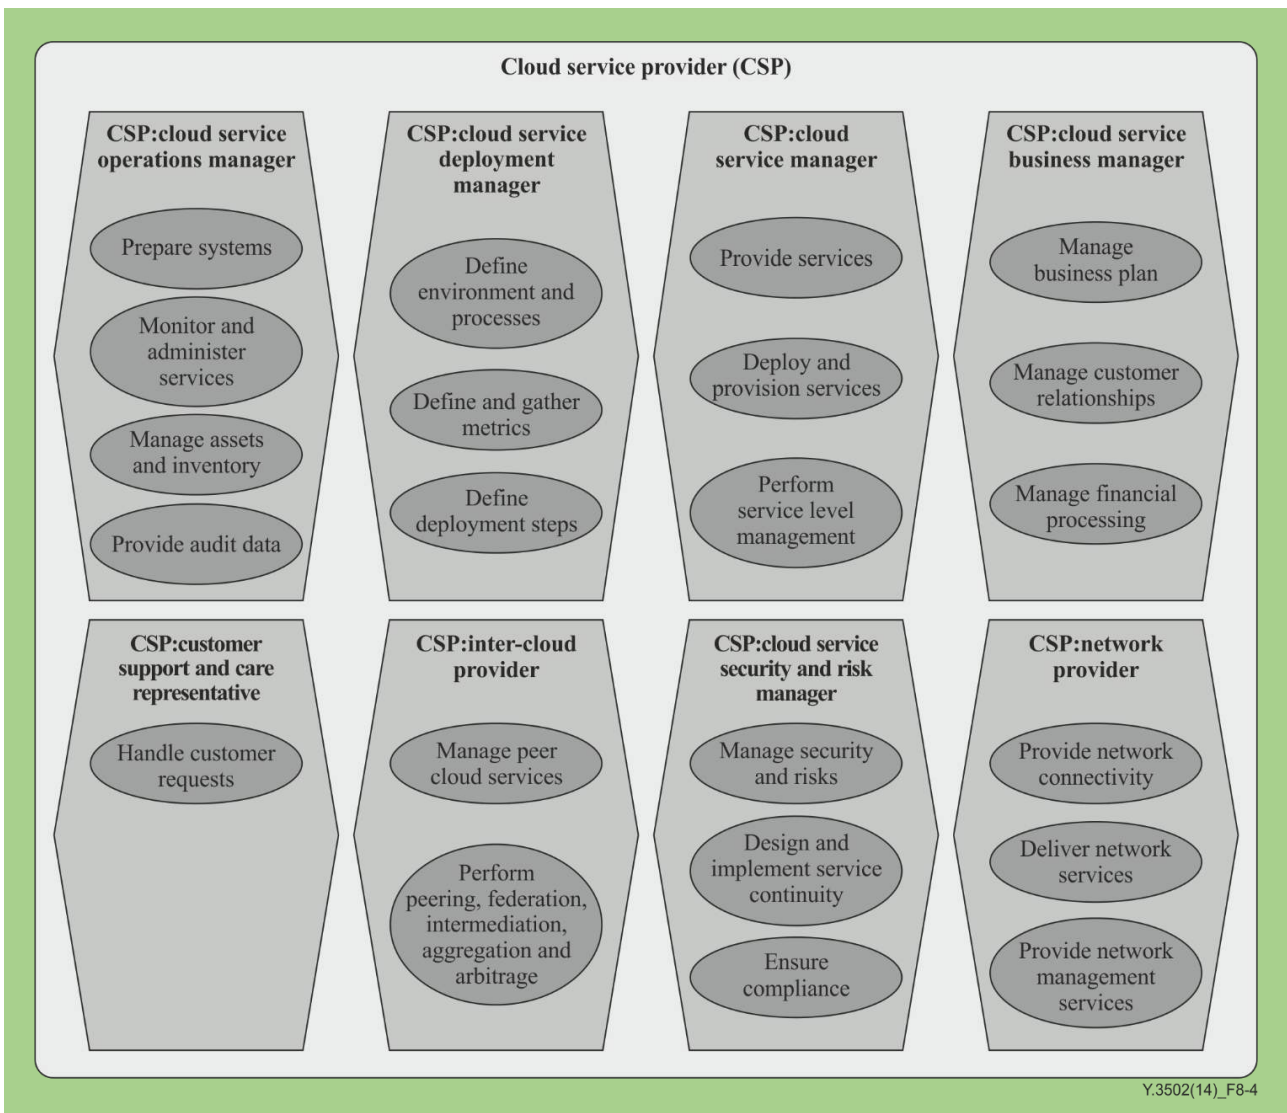 Cloud service provider (CSP)
CSP:cloud service
operations manager
Prepare systems
Monitor and
administer
services
Manage assets
and inventory
Provide audit data
CSP:cloud service
deployment
manager
Define
environment and
processes
Define and gather
metrics
Define
deployment steps
CSP:cloud
service manager
Provide services
Deploy and
provision services
Perform
service level
management
CSP:cloud service
business manager
Manage
business plan
Manage customer
relationships
Manage financial
processing
CSP:customer
support and care
representative
Handle customer
requests
CSP:inter-cloud
provider
Manage peer
cloud services
Perform
peering, federation,
intermediation,
aggregation and
arbitrage
CSP:cloud service
security and risk
manager
Manage security
and risks
Design and
implement service
continuity
Ensure
compliance
CSP:network
provider
Provide network
connectivity
Deliver network
services
Provide network
management
services
Y.3502(14)_F8-4